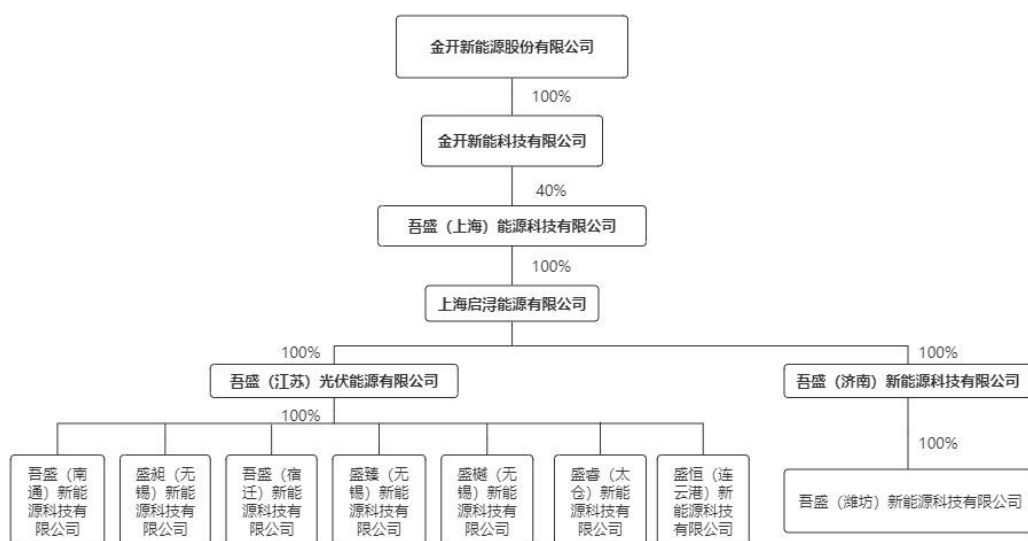 金开新能源股份有限公司
100%
金开新能科技有限公司
40%
吾盛（上海）能源科技有限公司
100%
上海启浔能源有限公司
100%
100%
吾盛（江苏）光伏能源有限公司
吾盛（济南）新能源科技有限公司
100%
100%
吾盛（南
通）新能
源科技有
限公司
盛昶（无
锡）新能
源科技有
限公司
吾盛（宿
迁）新能
源科技有
限公司
盛臻（无
锡）新能
源科技有
限公司
盛樾（无
锡）新能
源科技有
限公司
盛睿（太
仓）新能
源科技有
限公司
盛恒（连
云港）新
能源科技
有限公司
吾盛（潍坊）新能源科技有限公司